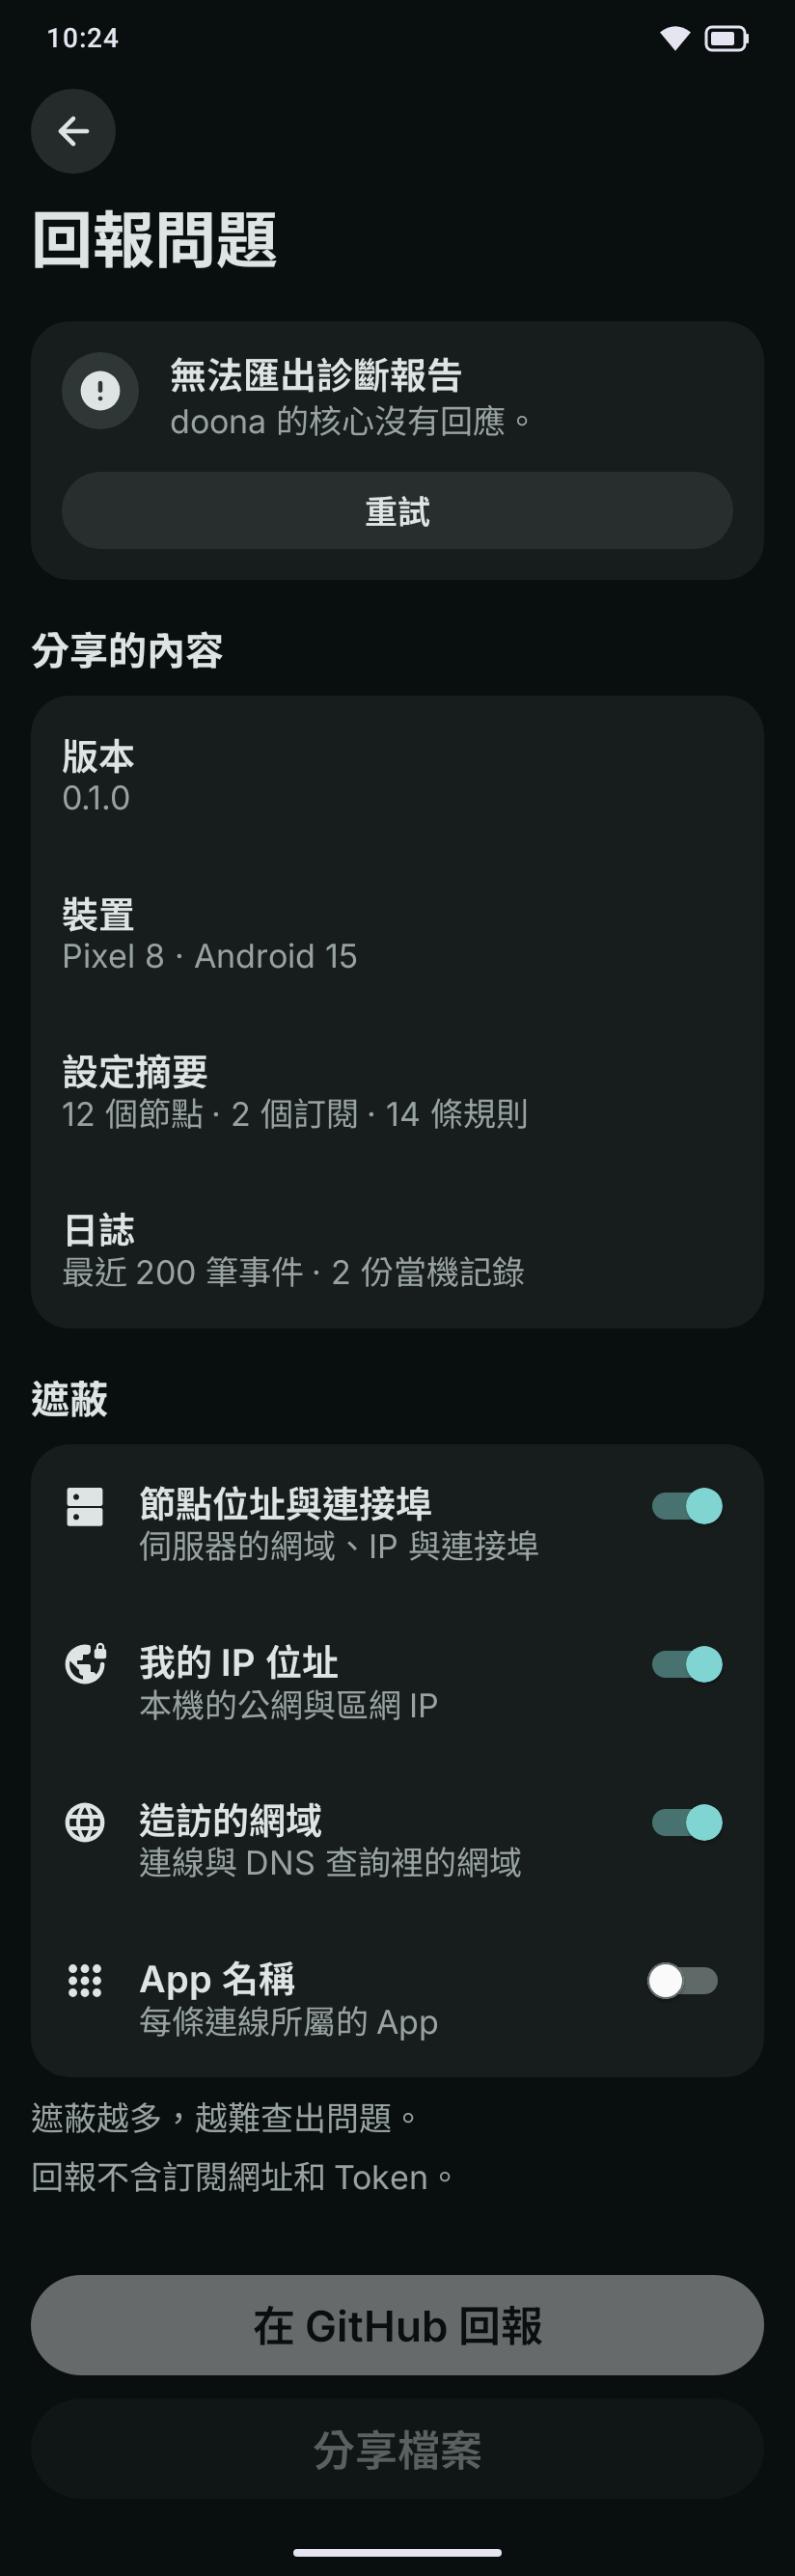 10:24
回報問題
無法匯出診斷報告
doona 的核心沒有回應。
重試
分享的內容
版本
0.1.0
裝置
Pixel 8 · Android 15
設定摘要
12 個節點 · 2 個訂閱 · 14 條規則
日誌
最近 200 筆事件 · 2 份當機記錄
遮蔽
節點位址與連接埠
伺服器的網域、IP 與連接埠
我的 IP 位址
本機的公網與區網 IP
造訪的網域
連線與 DNS 查詢裡的網域
App 名稱
每條連線所屬的 App
遮蔽越多，越難查出問題。
回報不含訂閱網址和 Token。
在 GitHub 回報
分享檔案